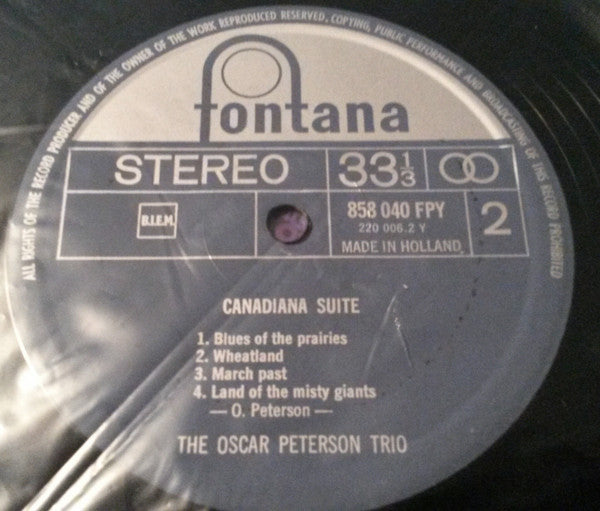 ALL RIGHTS OF THE RECORD PRODUCER AND OF THE OWNER OF THE WORK REPRODUCED RESERVED, COPYING, PUBLIC PERFORMANCE AND BROADCASTING OF THIS RECORD PROHIBITED
fontana
STEREO 33 1/3
B.I.E.M. 858 040 FPY 2
220 006.2 Y
MADE IN HOLLAND
CANADIANA SUITE
1. Blues of the prairies
2. Wheatland
3. March past
4. Land of the misty giants
— O. Peterson —
THE OSCAR PETERSON TRIO